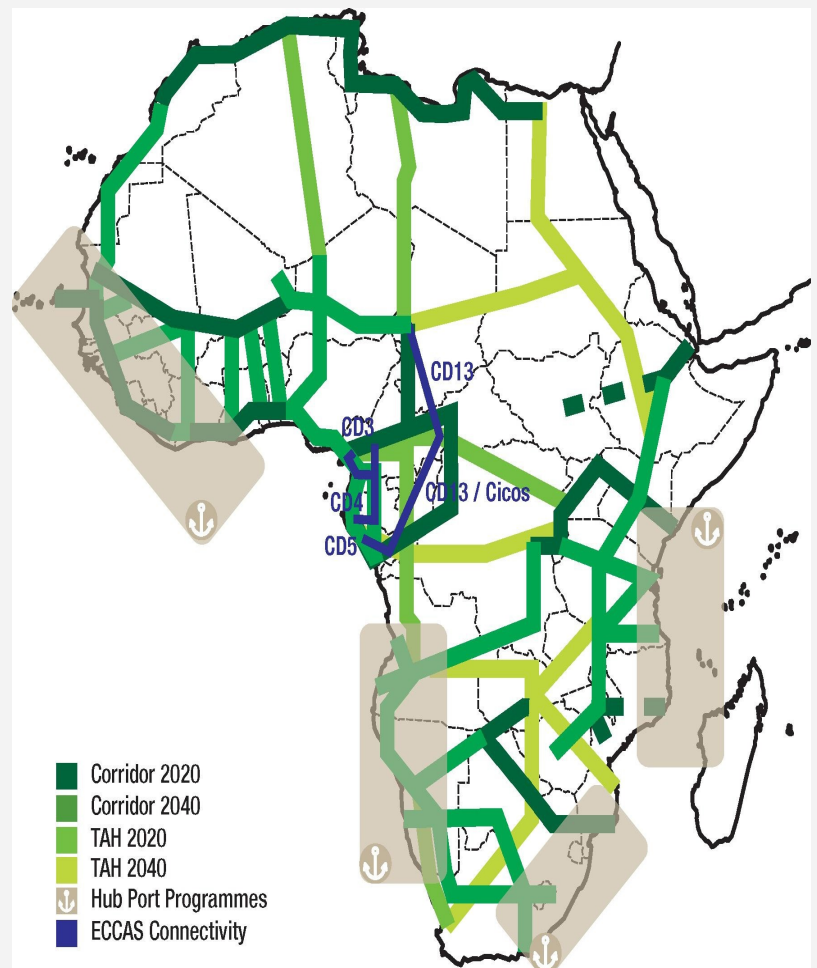 CD13
CD3
CD13 / Cicos
CD4
CD5
Corridor 2020
Corridor 2040
TAH 2020
TAH 2040
Hub Port Programmes
ECCAS Connectivity